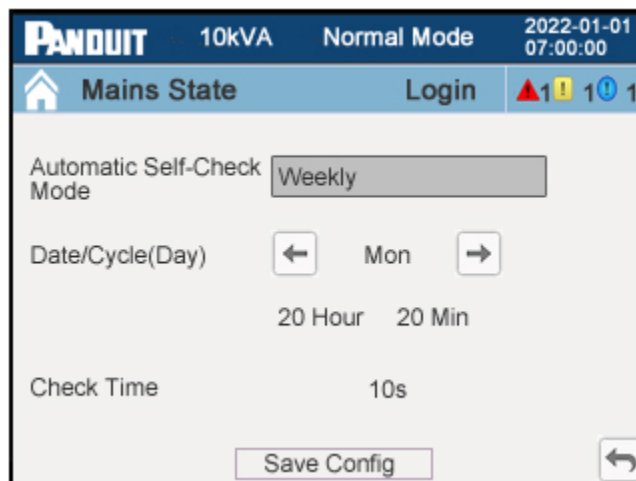 PANDUIT 10kVA Normal Mode 2022-01-01
07:00:00
Mains State Login 1 ! 1 ! 1
Automatic Self-Check
Mode
Weekly
Date/Cycle(Day) Mon
20 Hour 20 Min
Check Time 10s
Save Config